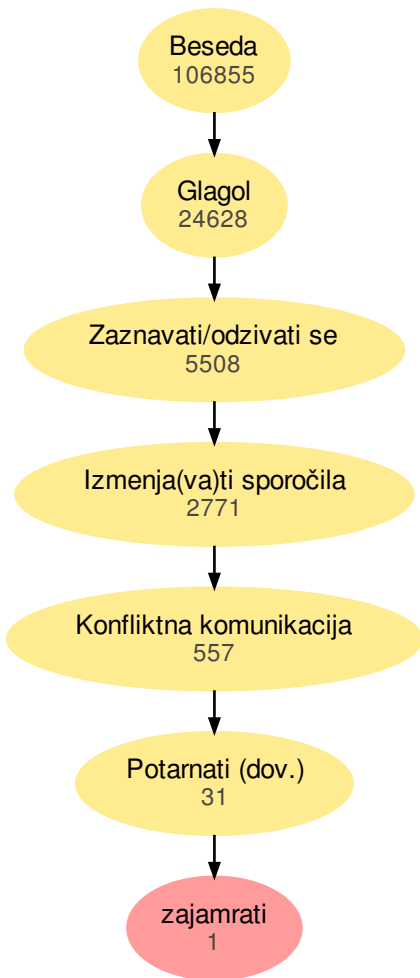 Beseda
106855
Glagol
24628
Zaznavati/odzivati se
5508
Izmenja(va)ti sporočila
2771
Konfliktna komunikacija
557
Potarnati (dov.)
31
zajamrati
1